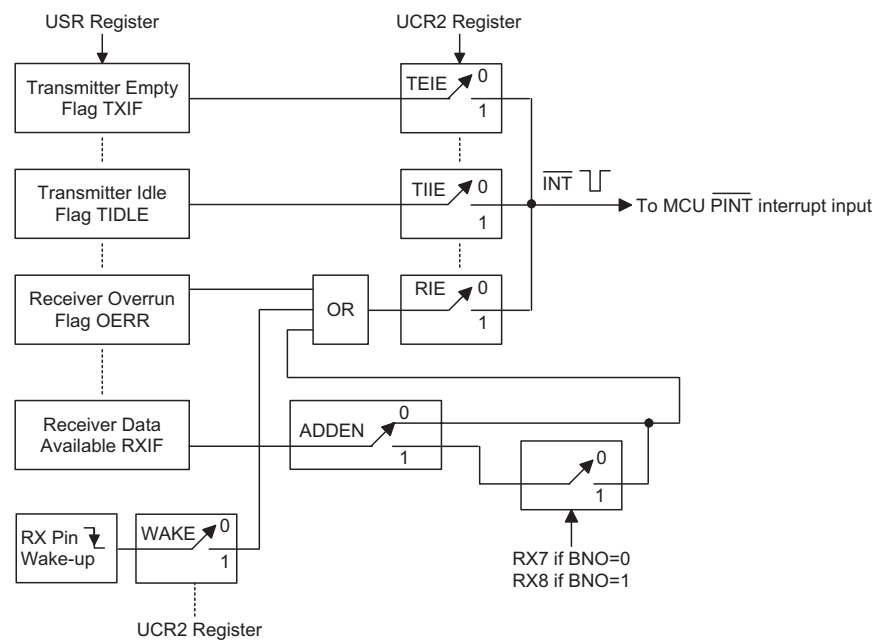 USR Register
UCR2 Register
Transmitter Empty
Flag TXIF
TEIE
0
1
Transmitter Idle
Flag TIDLE
TIIE
0
1
INT
To MCU PINT interrupt input
Receiver Overrun
Flag OERR
OR
RIE
0
1
Receiver Data
Available RXIF
ADDEN
0
1
0
1
RX Pin
Wake-up
WAKE
0
1
RX7 if BNO=0
RX8 if BNO=1
UCR2 Register